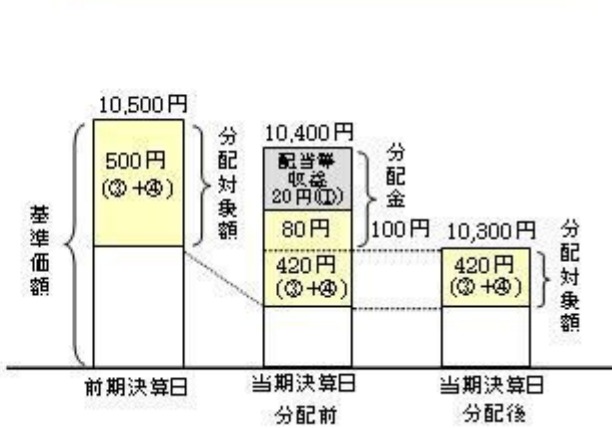 10,500円
500円
(③+④)
分配対象額
基準価額
前期決算日
10,400円
配当等
収益
20円(①)
80円
420円
(③+④)
分配金
100円
当期決算日
分配前
10,300円
420円
(③+④)
分配対象額
当期決算日
分配後